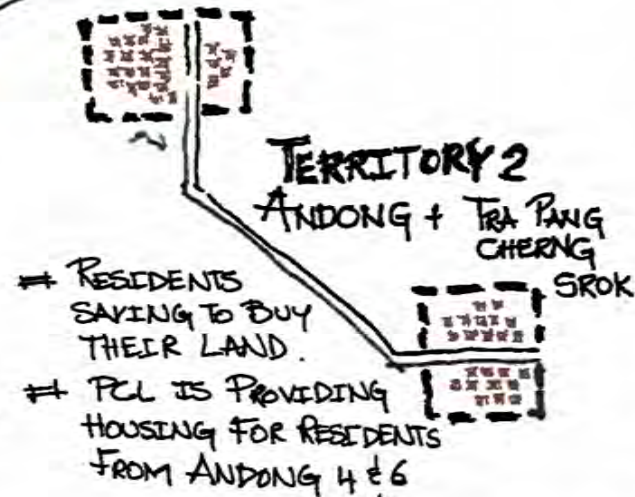 TERRITORY 2
ANDONG + TRA PANG
CHERNG
SROK
# RESIDENTS
SAVING TO BUY
THEIR LAND.
# PCL IS PROVIDING
HOUSING FOR RESIDENTS
FROM ANDONG 4 & 6